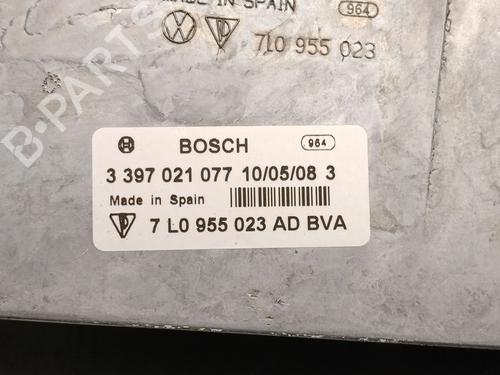 MADE IN SPAIN 964
7L0 955 023
BOSCH 964
3 397 021 077 10/05/08 3
Made in Spain
7 L0 955 023 AD BVA
B-PARTS